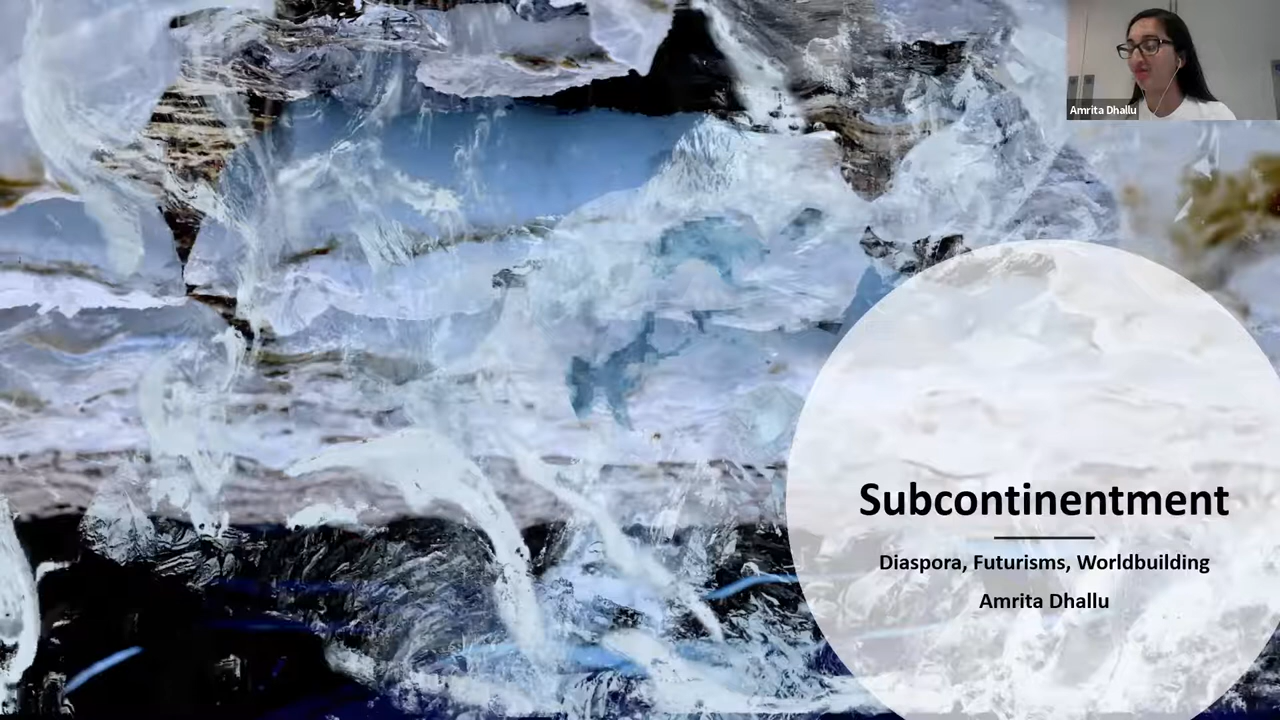 Amrita Dhallu
Subcontinentment
Diaspora, Futurisms, Worldbuilding
Amrita Dhallu